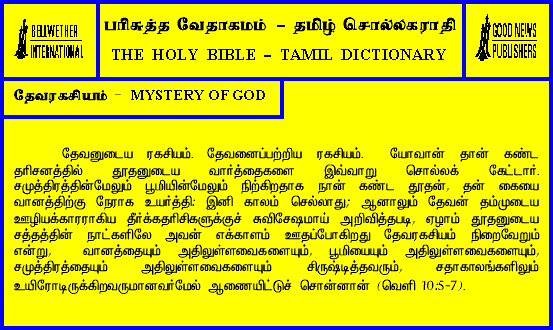 BELLWETHER
INTERNATIONAL
பரிசுத்த வேதாகமம் - தமிழ் சொல்லகராதி
THE HOLY BIBLE - TAMIL DICTIONARY
GOOD NEWS
PUBLISHERS
தேவரகசியம் - MYSTERY OF GOD
தேவனுடைய ரகசியம். தேவனைப்பற்றிய ரகசியம். யோவான் தான் கண்ட
தரிசனத்தில் தூதனுடைய வார்த்தைகளை இவ்வாறு சொல்லக் கேட்டார்.
சமுத்திரத்தின்மேலும் பூமியின்மேலும் நிற்கிறதாக நான் கண்ட தூதன், தன் கையை
வானத்திற்கு நேராக உயர்த்தி: இனி காலம் செல்லாது; ஆனாலும் தேவன் தம்முடைய
ஊழியக்காரராகிய தீர்க்கதரிசிகளுக்குச் சுவிசேஷமாய் அறிவித்தபடி, ஏழாம் தூதனுடைய
சத்தத்தின் நாட்களிலே அவன் எக்காளம் ஊதப்போகிறபோது தேவரகசியம் நிறைவேறும்
என்று, வானத்தையும் அதிலுள்ளவைகளையும், பூமியையும் அதிலுள்ளவைகளையும்,
சமுத்திரத்தையும் அதிலுள்ளவைகளையும் சிருஷ்டித்தவரும், சதாகாலங்களிலும்
உயிரோடிருக்கிறவருமானவர்மேல் ஆணையிட்டுச் சொன்னான் (வெளி 10:5-7).